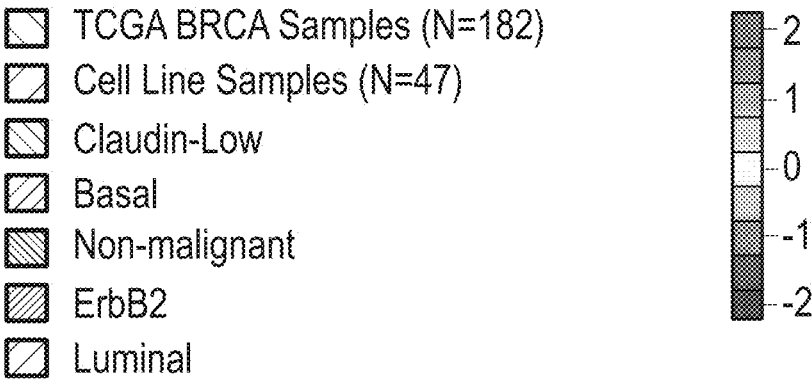 TCGA BRCA Samples (N=182)
Cell Line Samples (N=47)
Claudin-Low
Basal
Non-malignant
ErbB2
Luminal
2
1
0
-1
-2